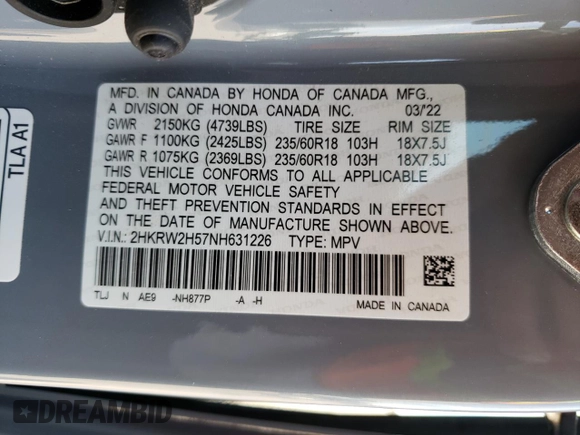 MFD. IN CANADA BY HONDA OF CANADA MFG.,
A DIVISION OF HONDA CANADA INC. 03/'22
GVWR 2150KG (4739LBS) TIRE SIZE RIM SIZE
GAWR F 1100KG (2425LBS) 235/60R18 103H 18X7.5J
GAWR R 1075KG (2369LBS) 235/60R18 103H 18X7.5J
THIS VEHICLE CONFORMS TO ALL APPLICABLE
FEDERAL MOTOR VEHICLE SAFETY
AND THEFT PREVENTION STANDARDS IN EFFECT
ON THE DATE OF MANUFACTURE SHOWN ABOVE.
V.I.N.: 2HKRW2H57NH631226 TYPE: MPV
TLJ N AE9 -NH877P -A -H
MADE IN CANADA
TLA A1
DREAMBID